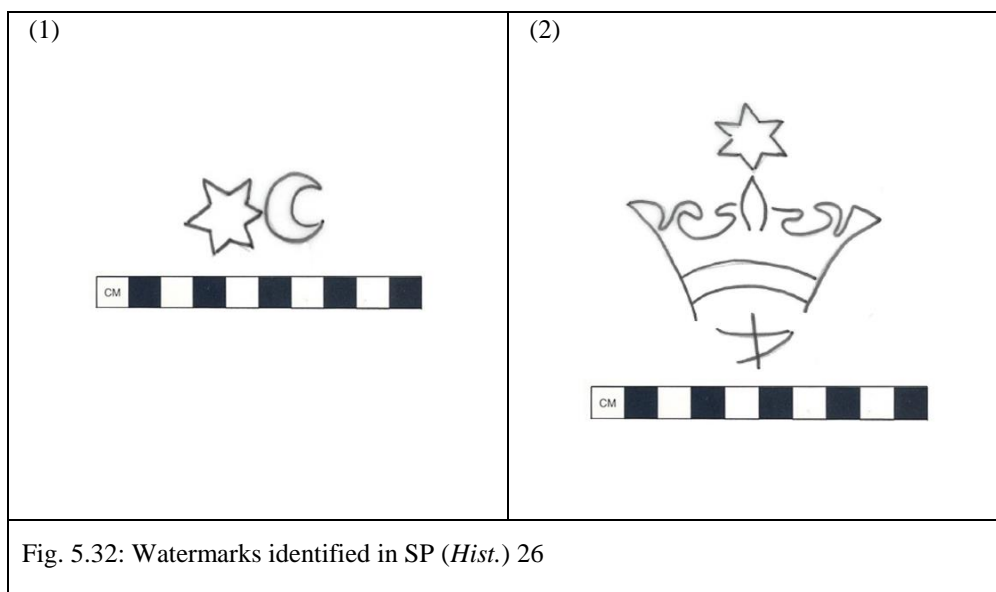 (1)
(2)
CM
CM
Fig. 5.32: Watermarks identified in SP (Hist.) 26